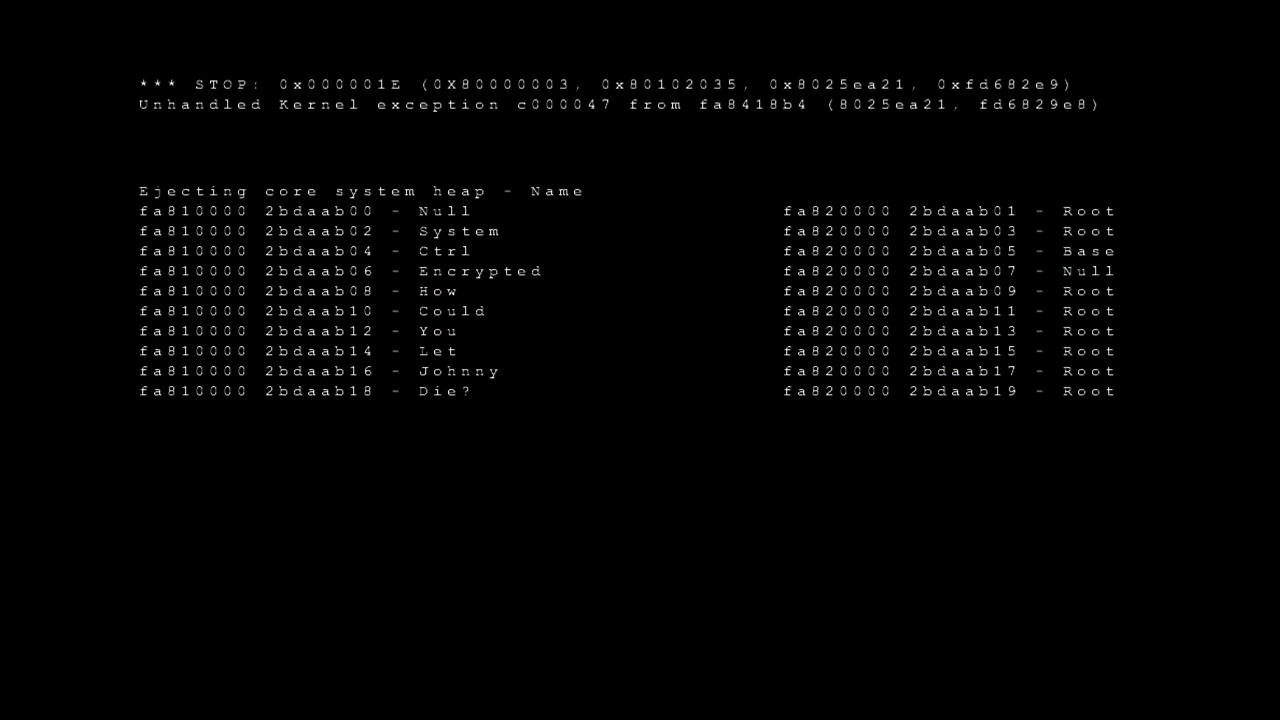 *** STOP: 0x000001E (0X80000003, 0x80102035, 0x8025ea21, 0xfd682e9)
Unhandled Kernel exception c000047 from fa8418b4 (8025ea21, fd6829e8)
Ejecting core system heap - Name
fa810000 2bdaab00 - Null fa820000 2bdaab01 - Root
fa810000 2bdaab02 - System fa820000 2bdaab03 - Root
fa810000 2bdaab04 - Ctrl fa820000 2bdaab05 - Base
fa810000 2bdaab06 - Encrypted fa820000 2bdaab07 - Null
fa810000 2bdaab08 - How fa820000 2bdaab09 - Root
fa810000 2bdaab10 - Could fa820000 2bdaab11 - Root
fa810000 2bdaab12 - You fa820000 2bdaab13 - Root
fa810000 2bdaab14 - Let fa820000 2bdaab15 - Root
fa810000 2bdaab16 - Johnny fa820000 2bdaab17 - Root
fa810000 2bdaab18 - Die? fa820000 2bdaab19 - Root